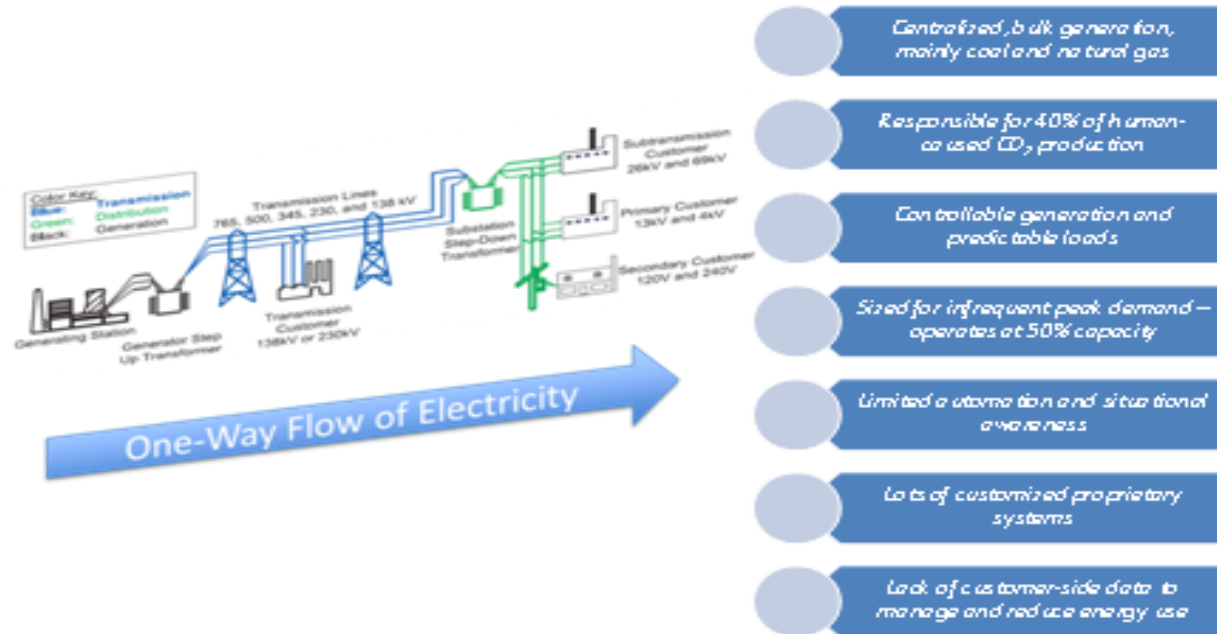 Color Key:
Blue: Transmission
Green: Distribution
Black: Generation
Generating Station
Generator Step
Up Transformer
Transmission Lines
765, 500, 345, 230, and 138 kV
Transmission
Customer
138kV or 230kV
Substation
Step-Down
Transformer
Subtransmission
Customer
26kV and 69kV
Primary Customer
13kV and 4kV
Secondary Customer
120V and 240V
One-Way Flow of Electricity
Centralized, bulk generation,
mainly coal and natural gas
Responsible for 40% of human-
caused CO₂ production
Controllable generation and
predictable loads
Sized for infrequent peak demand –
operates at 50% capacity
Limited automation and situational
awareness
Lots of customized proprietary
systems
Lack of customer-side data to
manage and reduce energy use